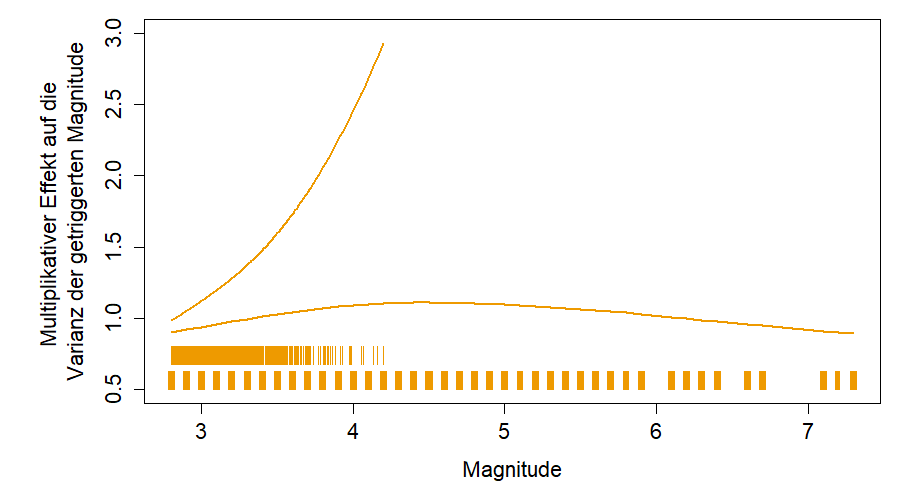 Multiplikativer Effekt auf die
Varianz der getriggerten Magnitude
3.0
2.5
2.0
1.5
1.0
0.5
3 4 5 6 7
Magnitude